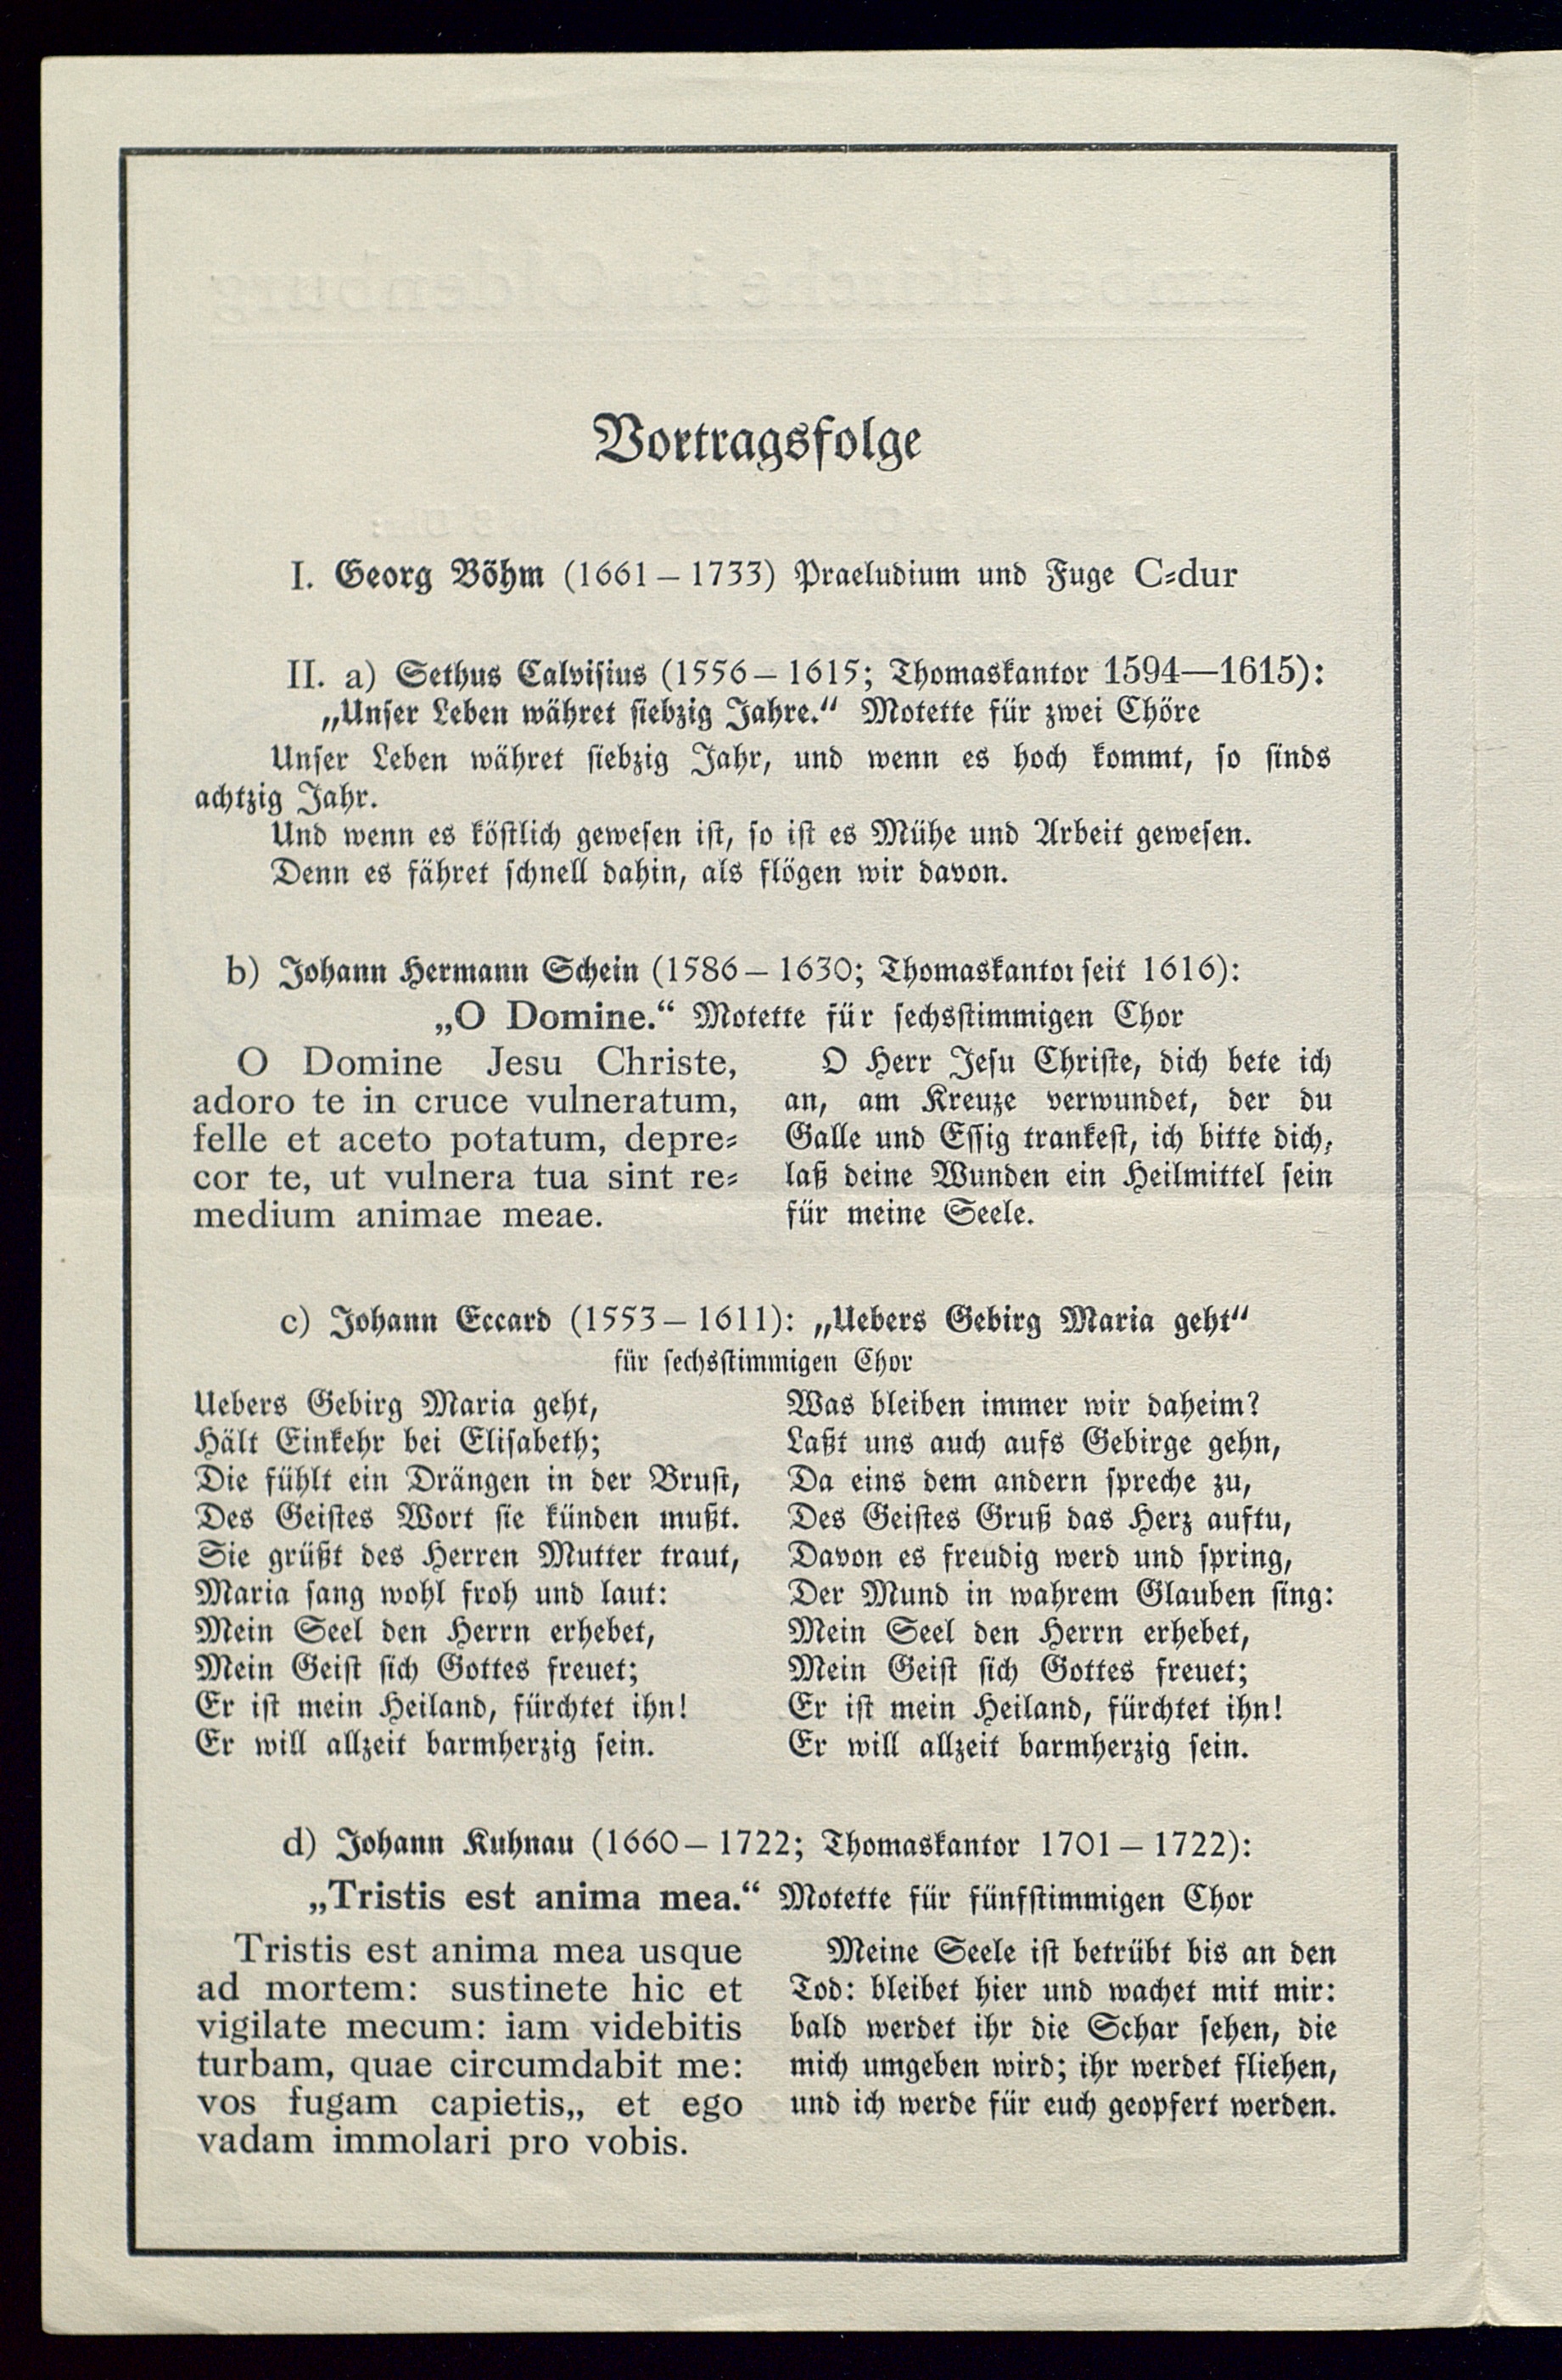 Vortragsfolge
I. Georg Böhm (1661 – 1733) Praeludium und Fuge C-dur
II. a) Sethus Calvisius (1556 – 1615; Thomaskantor 1594—1615):
„Unser Leben währet siebzig Jahre.“ Motette für zwei Chöre
Unser Leben währet siebzig Jahr, und wenn es hoch kommt, so sinds
achtzig Jahr.
Und wenn es köstlich gewesen ist, so ist es Mühe und Arbeit gewesen.
Denn es fähret schnell dahin, als flögen wir davon.
b) Johann Hermann Schein (1586 – 1630; Thomaskantor seit 1616):
„O Domine.“ Motette für sechsstimmigen Chor
O Domine Jesu Christe,
adoro te in cruce vulneratum,
felle et aceto potatum, depre-
cor te, ut vulnera tua sint re-
medium animae meae.
O Herr Jesu Christe, dich bete ich
an, am Kreuze verwundet, der du
Galle und Essig trankest, ich bitte dich,
laß deine Wunden ein Heilmittel sein
für meine Seele.
c) Johann Eccard (1553 – 1611): „Uebers Gebirg Maria geht“
für sechsstimmigen Chor
Uebers Gebirg Maria geht,
Hält Einkehr bei Elisabeth;
Die fühlt ein Drängen in der Brust,
Des Geistes Wort sie künden mußt.
Sie grüßt des Herren Mutter traut,
Maria sang wohl froh und laut:
Mein Seel den Herrn erhebet,
Mein Geist sich Gottes freuet;
Er ist mein Heiland, fürchtet ihn!
Er will allzeit barmherzig sein.
Was bleiben immer wir daheim?
Laßt uns auch aufs Gebirge gehn,
Da eins dem andern spreche zu,
Des Geistes Gruß das Herz auftu,
Davon es freudig werd und spring,
Der Mund in wahrem Glauben sing:
Mein Seel den Herrn erhebet,
Mein Geist sich Gottes freuet;
Er ist mein Heiland, fürchtet ihn!
Er will allzeit barmherzig sein.
d) Johann Kuhnau (1660 – 1722; Thomaskantor 1701 – 1722):
„Tristis est anima mea.“ Motette für fünfstimmigen Chor
Tristis est anima mea usque
ad mortem: sustinete hic et
vigilate mecum: iam videbitis
turbam, quae circumdabit me:
vos fugam capietis„ et ego
vadam immolari pro vobis.
Meine Seele ist betrübt bis an den
Tod: bleibet hier und wachet mit mir:
bald werdet ihr die Schar sehen, die
mich umgeben wird; ihr werdet fliehen,
und ich werde für euch geopfert werden.